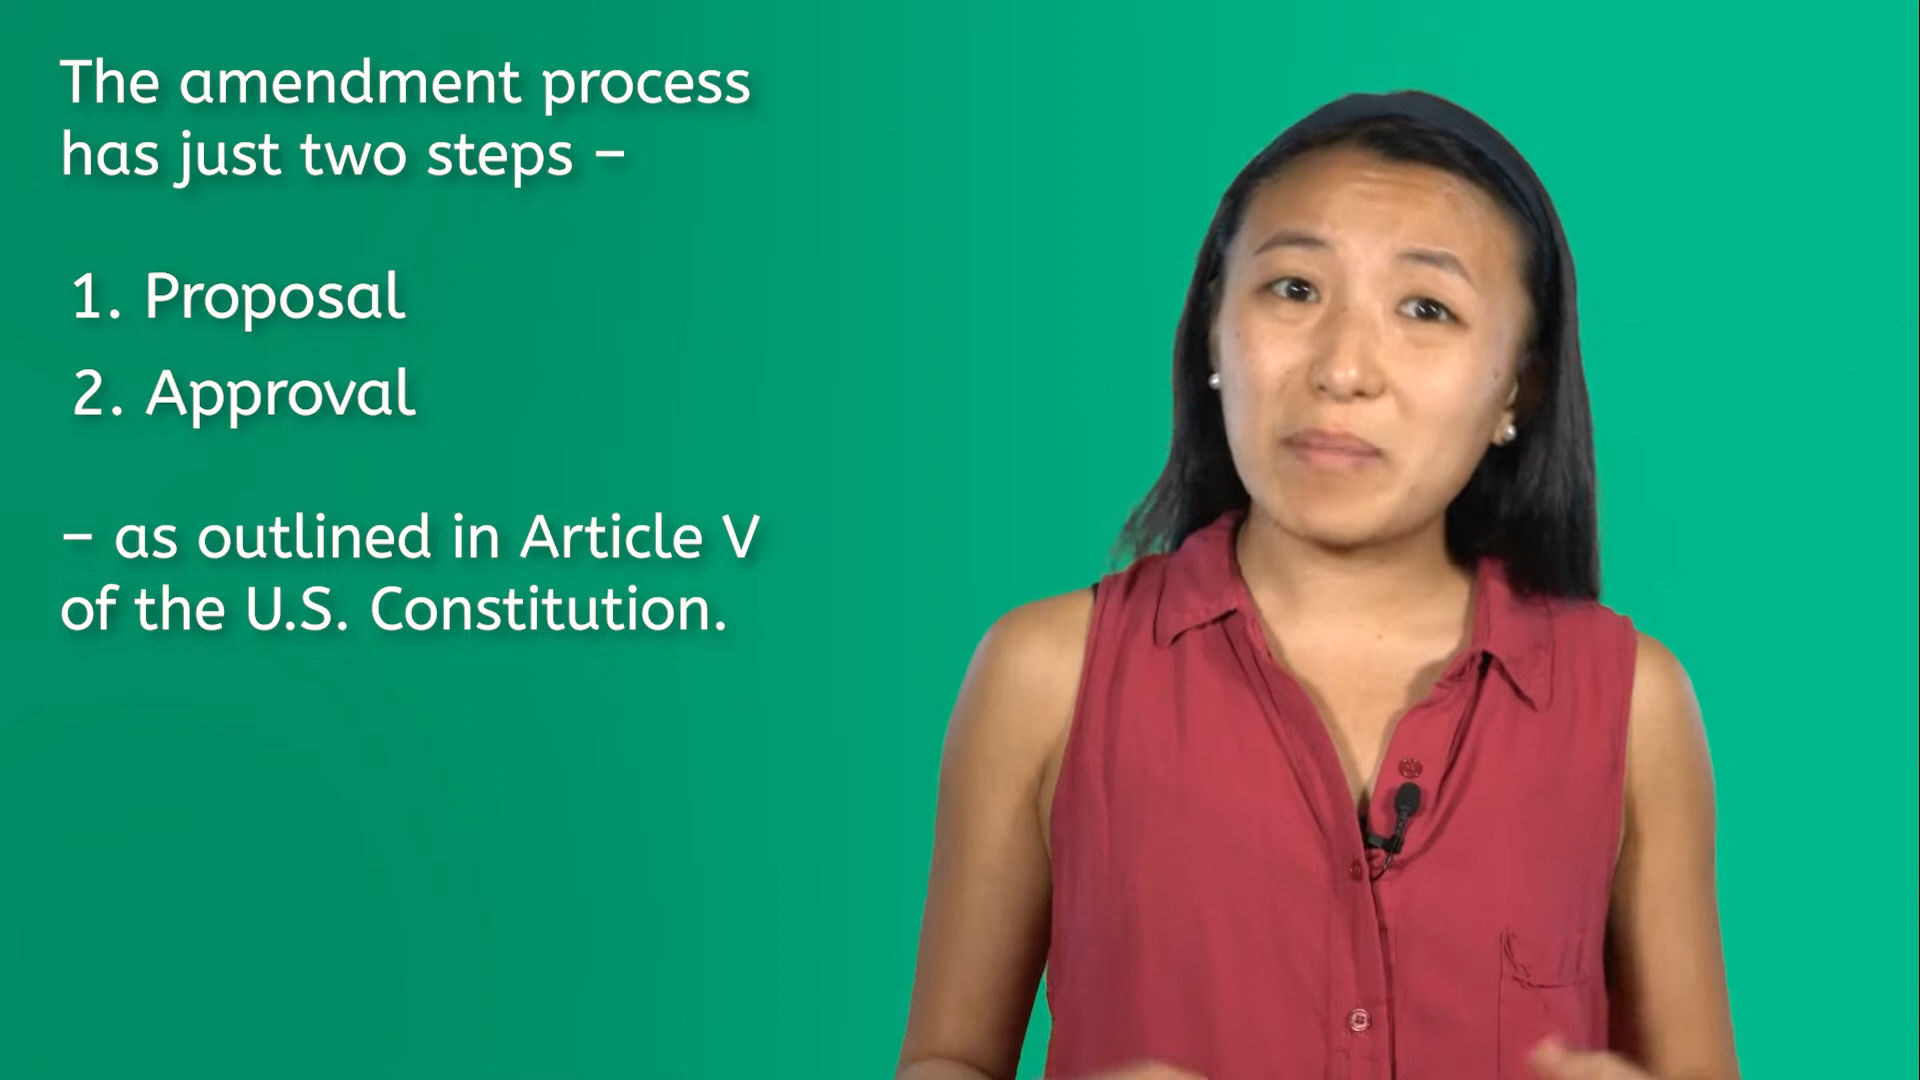 The amendment process
has just two steps –
1. Proposal
2. Approval
– as outlined in Article V
of the U.S. Constitution.